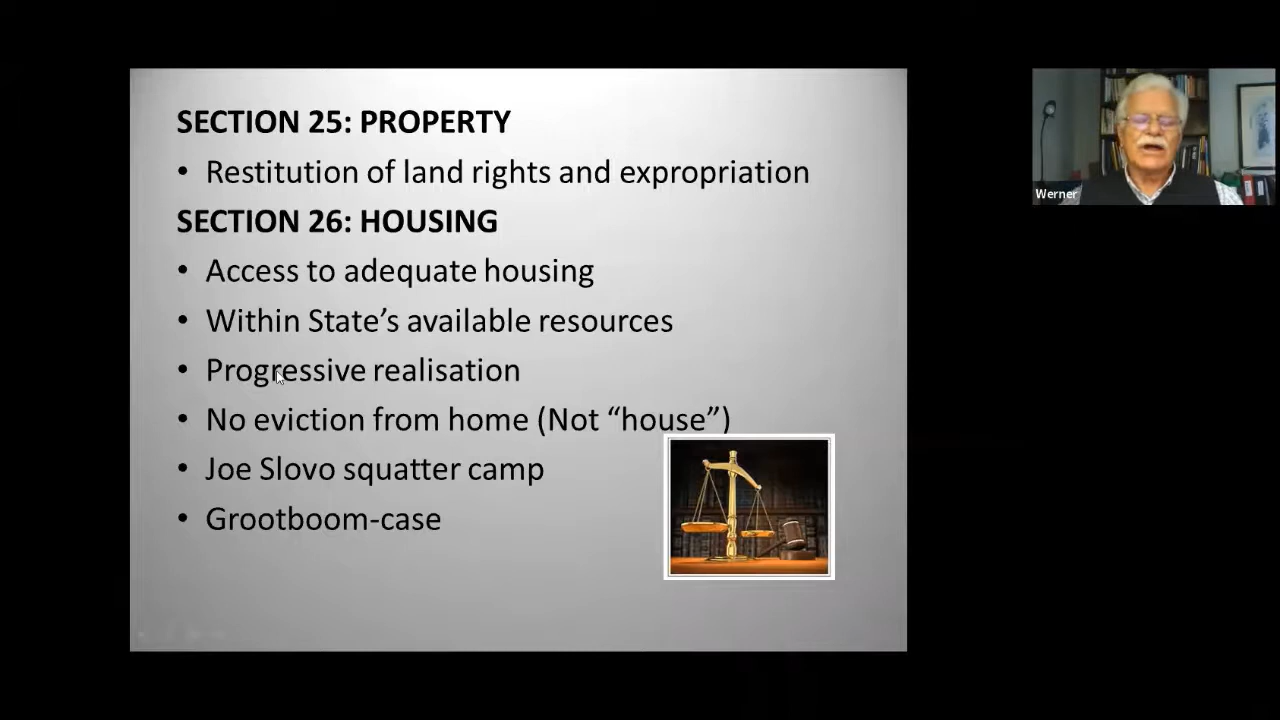 SECTION 25: PROPERTY
• Restitution of land rights and expropriation
SECTION 26: HOUSING
• Access to adequate housing
• Within State’s available resources
• Progressive realisation
• No eviction from home (Not “house”)
• Joe Slovo squatter camp
• Grootboom-case
Werner